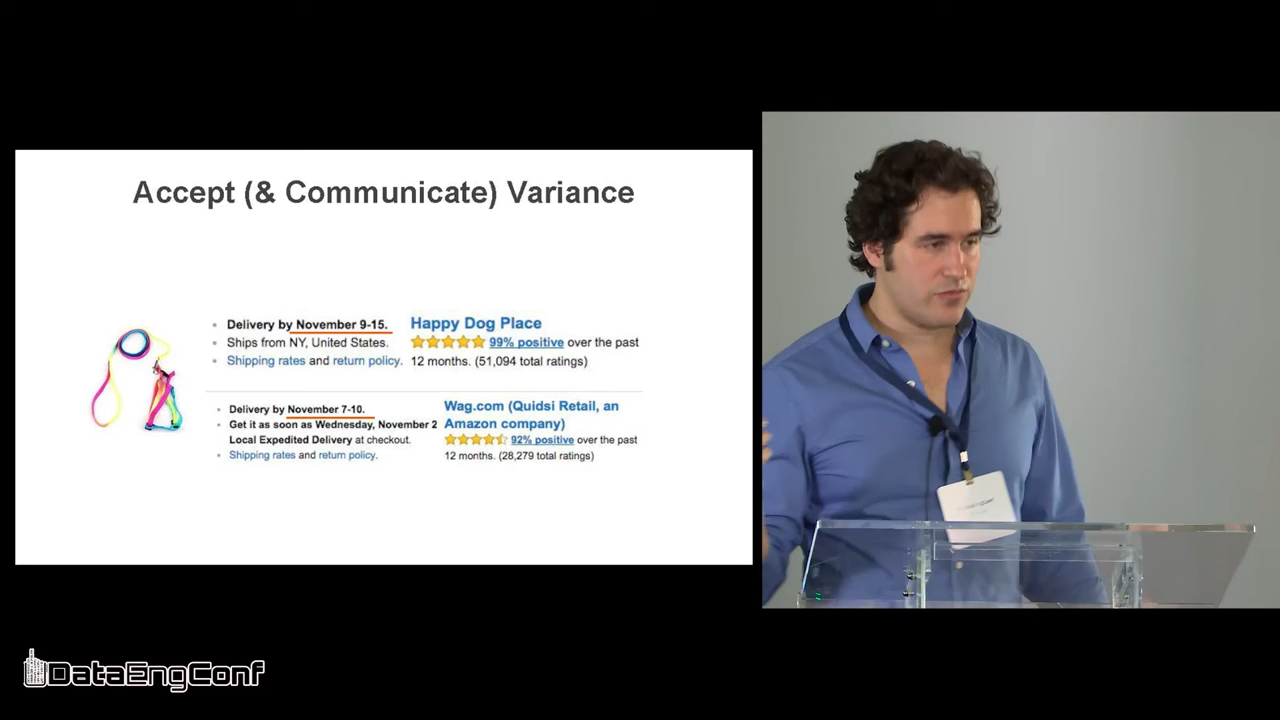 Accept (& Communicate) Variance
Delivery by November 9-15.
Ships from NY, United States.
Shipping rates and return policy.
Happy Dog Place
99% positive over the past
12 months. (51,094 total ratings)
Delivery by November 7-10.
Get it as soon as Wednesday, November 2
Local Expedited Delivery at checkout.
Shipping rates and return policy.
Wag.com (Quidsi Retail, an
Amazon company)
92% positive over the past
12 months. (28,279 total ratings)
DataEngConf